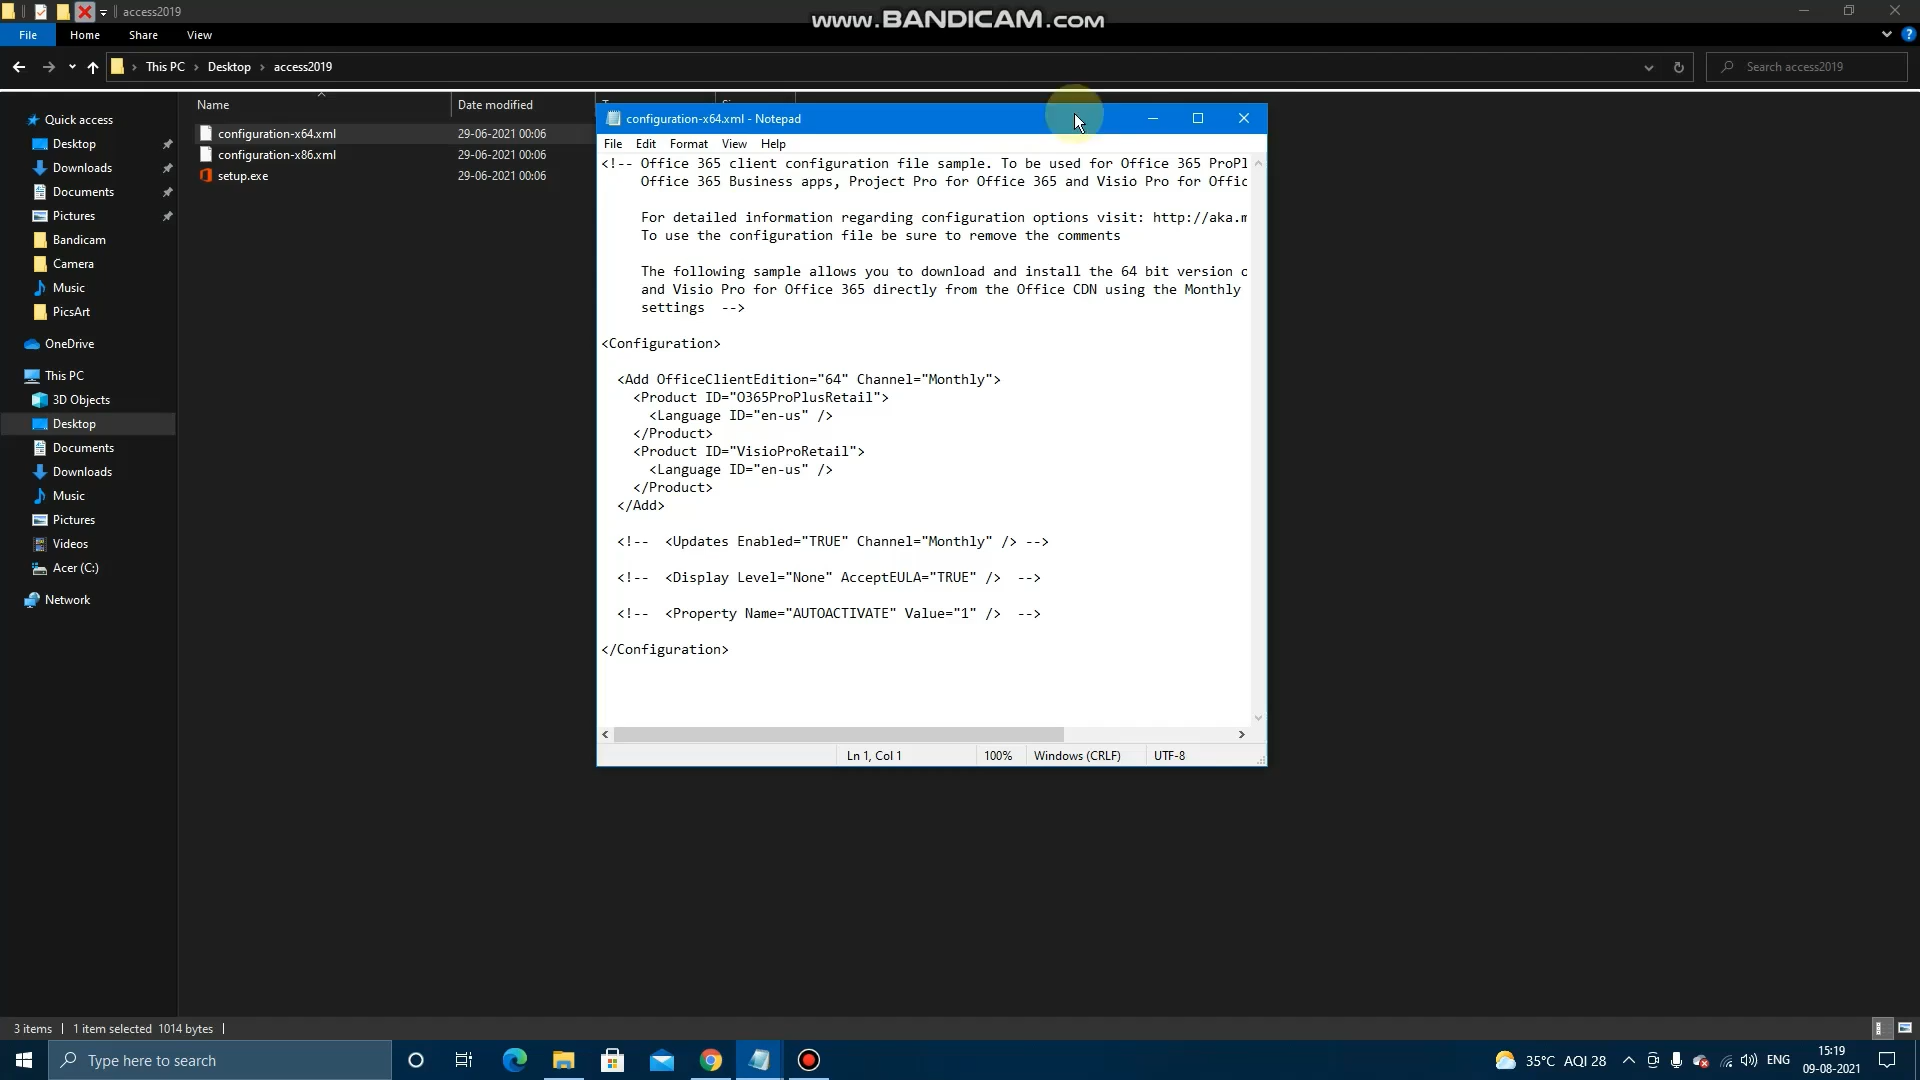 access2019
www.BANDICAM.com
File Home Share View
This PC > Desktop > access2019
Search access2019
Name Date modified
configuration-x64.xml 29-06-2021 00:06
configuration-x86.xml 29-06-2021 00:06
setup.exe 29-06-2021 00:06
Quick access
Desktop
Downloads
Documents
Pictures
Bandicam
Camera
Music
PicsArt
OneDrive
This PC
3D Objects
Desktop
Documents
Downloads
Music
Pictures
Videos
Acer (C:)
Network
configuration-x64.xml - Notepad
File Edit Format View Help
<!-- Office 365 client configuration file sample. To be used for Office 365 ProPl
Office 365 Business apps, Project Pro for Office 365 and Visio Pro for Offic
For detailed information regarding configuration options visit: http://aka.m
To use the configuration file be sure to remove the comments
The following sample allows you to download and install the 64 bit version o
and Visio Pro for Office 365 directly from the Office CDN using the Monthly
settings -->
<Configuration>
<Add OfficeClientEdition="64" Channel="Monthly">
<Product ID="O365ProPlusRetail">
<Language ID="en-us" />
</Product>
<Product ID="VisioProRetail">
<Language ID="en-us" />
</Product>
</Add>
<!-- <Updates Enabled="TRUE" Channel="Monthly" /> -->
<!-- <Display Level="None" AcceptEULA="TRUE" /> -->
<!-- <Property Name="AUTOACTIVATE" Value="1" /> -->
</Configuration>
Ln 1, Col 1 100% Windows (CRLF) UTF-8
3 items 1 item selected 1014 bytes
Type here to search
35°C AQI 28
ENG
15:19
09-08-2021